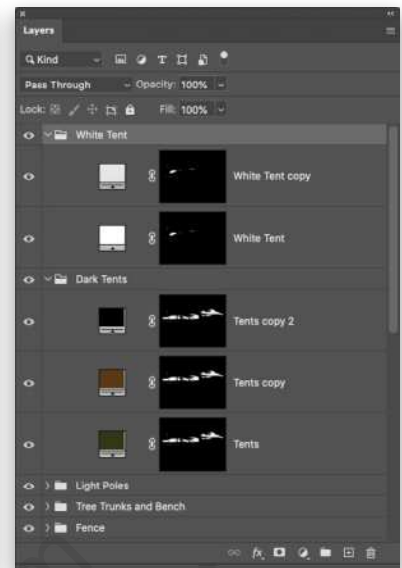 Layers
Kind
Pass Through Opacity: 100%
Lock: Fill: 100%
White Tent
White Tent copy
White Tent
Dark Tents
Tents copy 2
Tents copy
Tents
Light Poles
Tree Trunks and Bench
Fence
fx